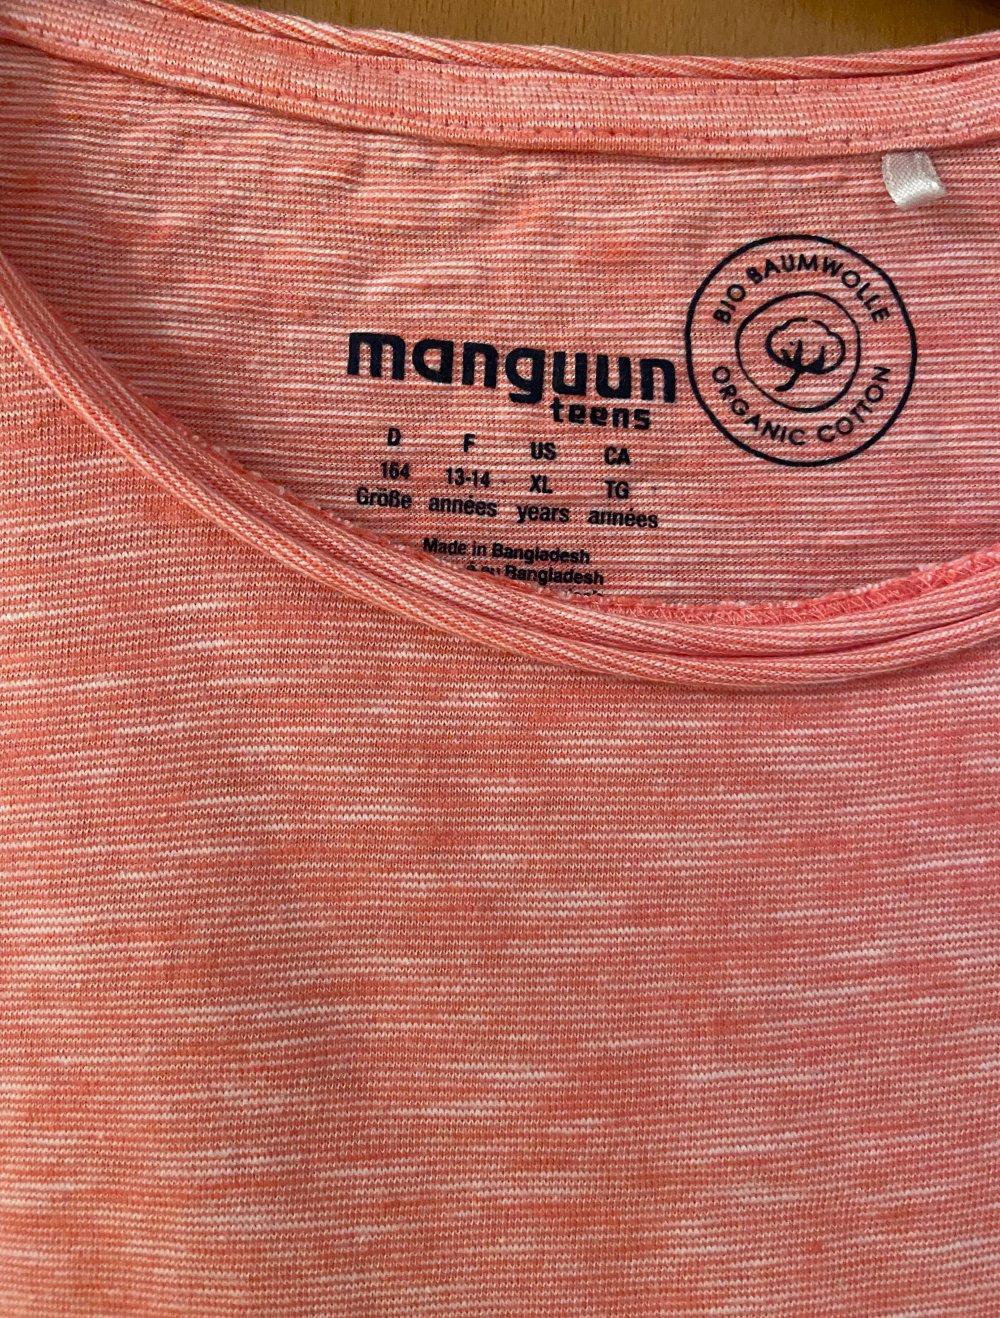 BIO BAUMWOLLE
ORGANIC COTTON
manguun
teens
D F US CA
164 13-14 XL TG
Größe années years années
Made in Bangladesh
Bangladesh